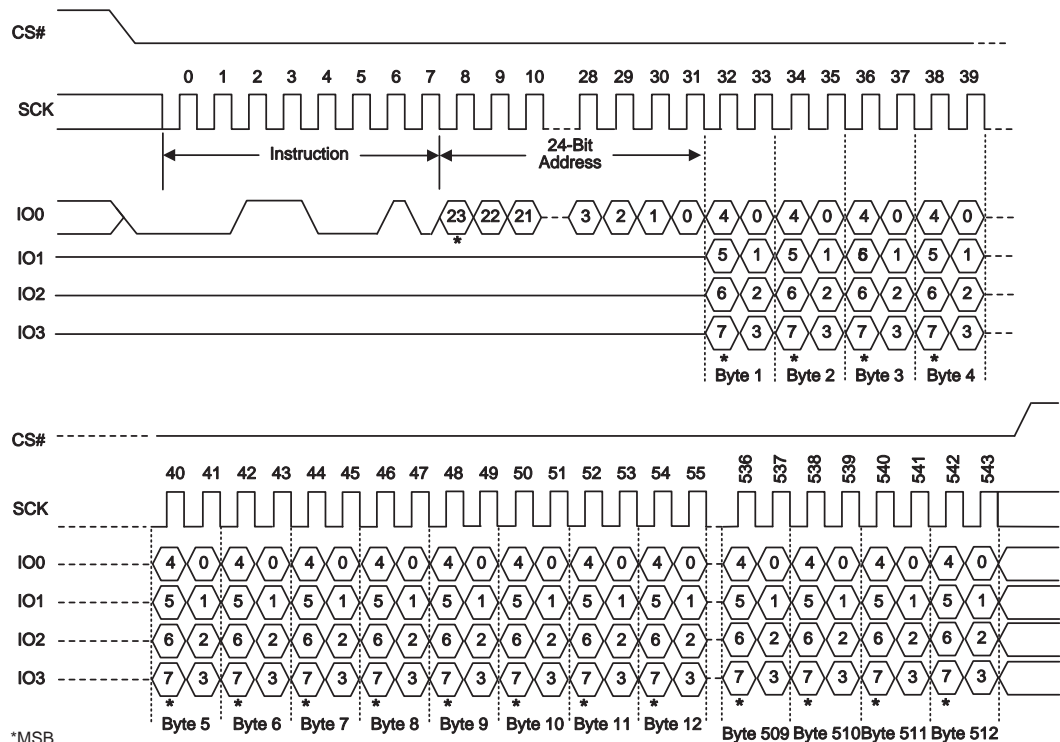 CS#
0 1 2 3 4 5 6 7 8 9 10 28 29 30 31 32 33 34 35 36 37 38 39
SCK
Instruction
24-Bit
Address
IO0 23 22 21 3 2 1 0 4 0 4 0 4 0 4 0
*
IO1 5 1 5 1 6 1 5 1
IO2 6 2 6 2 6 2 6 2
IO3 7 3 7 3 7 3 7 3
* * * *
Byte 1 Byte 2 Byte 3 Byte 4
CS#
40 41 42 43 44 45 46 47 48 49 50 51 52 53 54 55 536 537 538 539 540 541 542 543
SCK
IO0 4 0 4 0 4 0 4 0 4 0 4 0 4 0 4 0 4 0 4 0 4 0 4 0
IO1 5 1 5 1 5 1 5 1 5 1 5 1 5 1 5 1 5 1 5 1 5 1 5 1
IO2 6 2 6 2 6 2 6 2 6 2 6 2 6 2 6 2 6 2 6 2 6 2 6 2
IO3 7 3 7 3 7 3 7 3 7 3 7 3 7 3 7 3 7 3 7 3 7 3 7 3
* * * * * * * * * * * *
Byte 5 Byte 6 Byte 7 Byte 8 Byte 9 Byte 10 Byte 11 Byte 12 Byte 509 Byte 510 Byte 511 Byte 512
*MSB